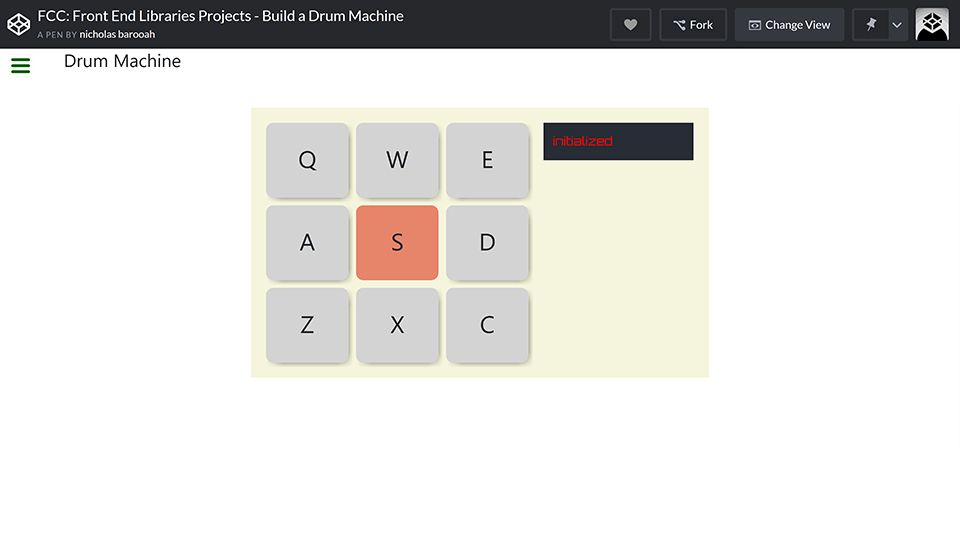 FCC: Front End Libraries Projects - Build a Drum Machine
A PEN BY nicholas barooah
Fork
Change View
Drum Machine
Q W E
initialized
A S D
Z X C